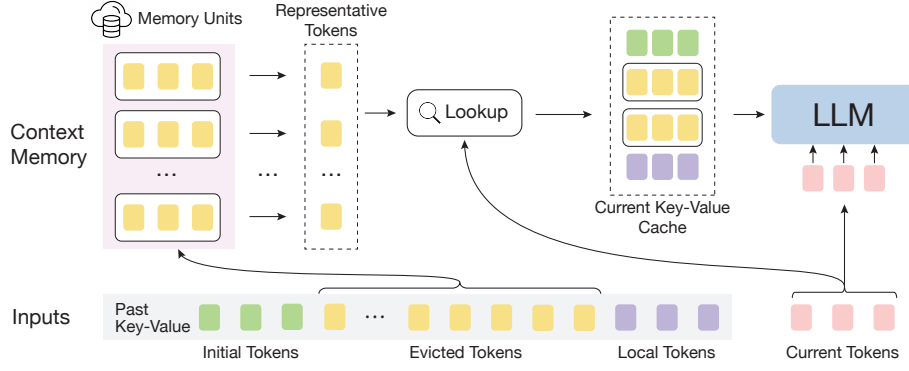 Memory Units
Representative
Tokens
Context
Memory
...
...
...
Lookup
LLM
Current Key-Value
Cache
Inputs
Past
Key-Value
...
Initial Tokens
Evicted Tokens
Local Tokens
Current Tokens